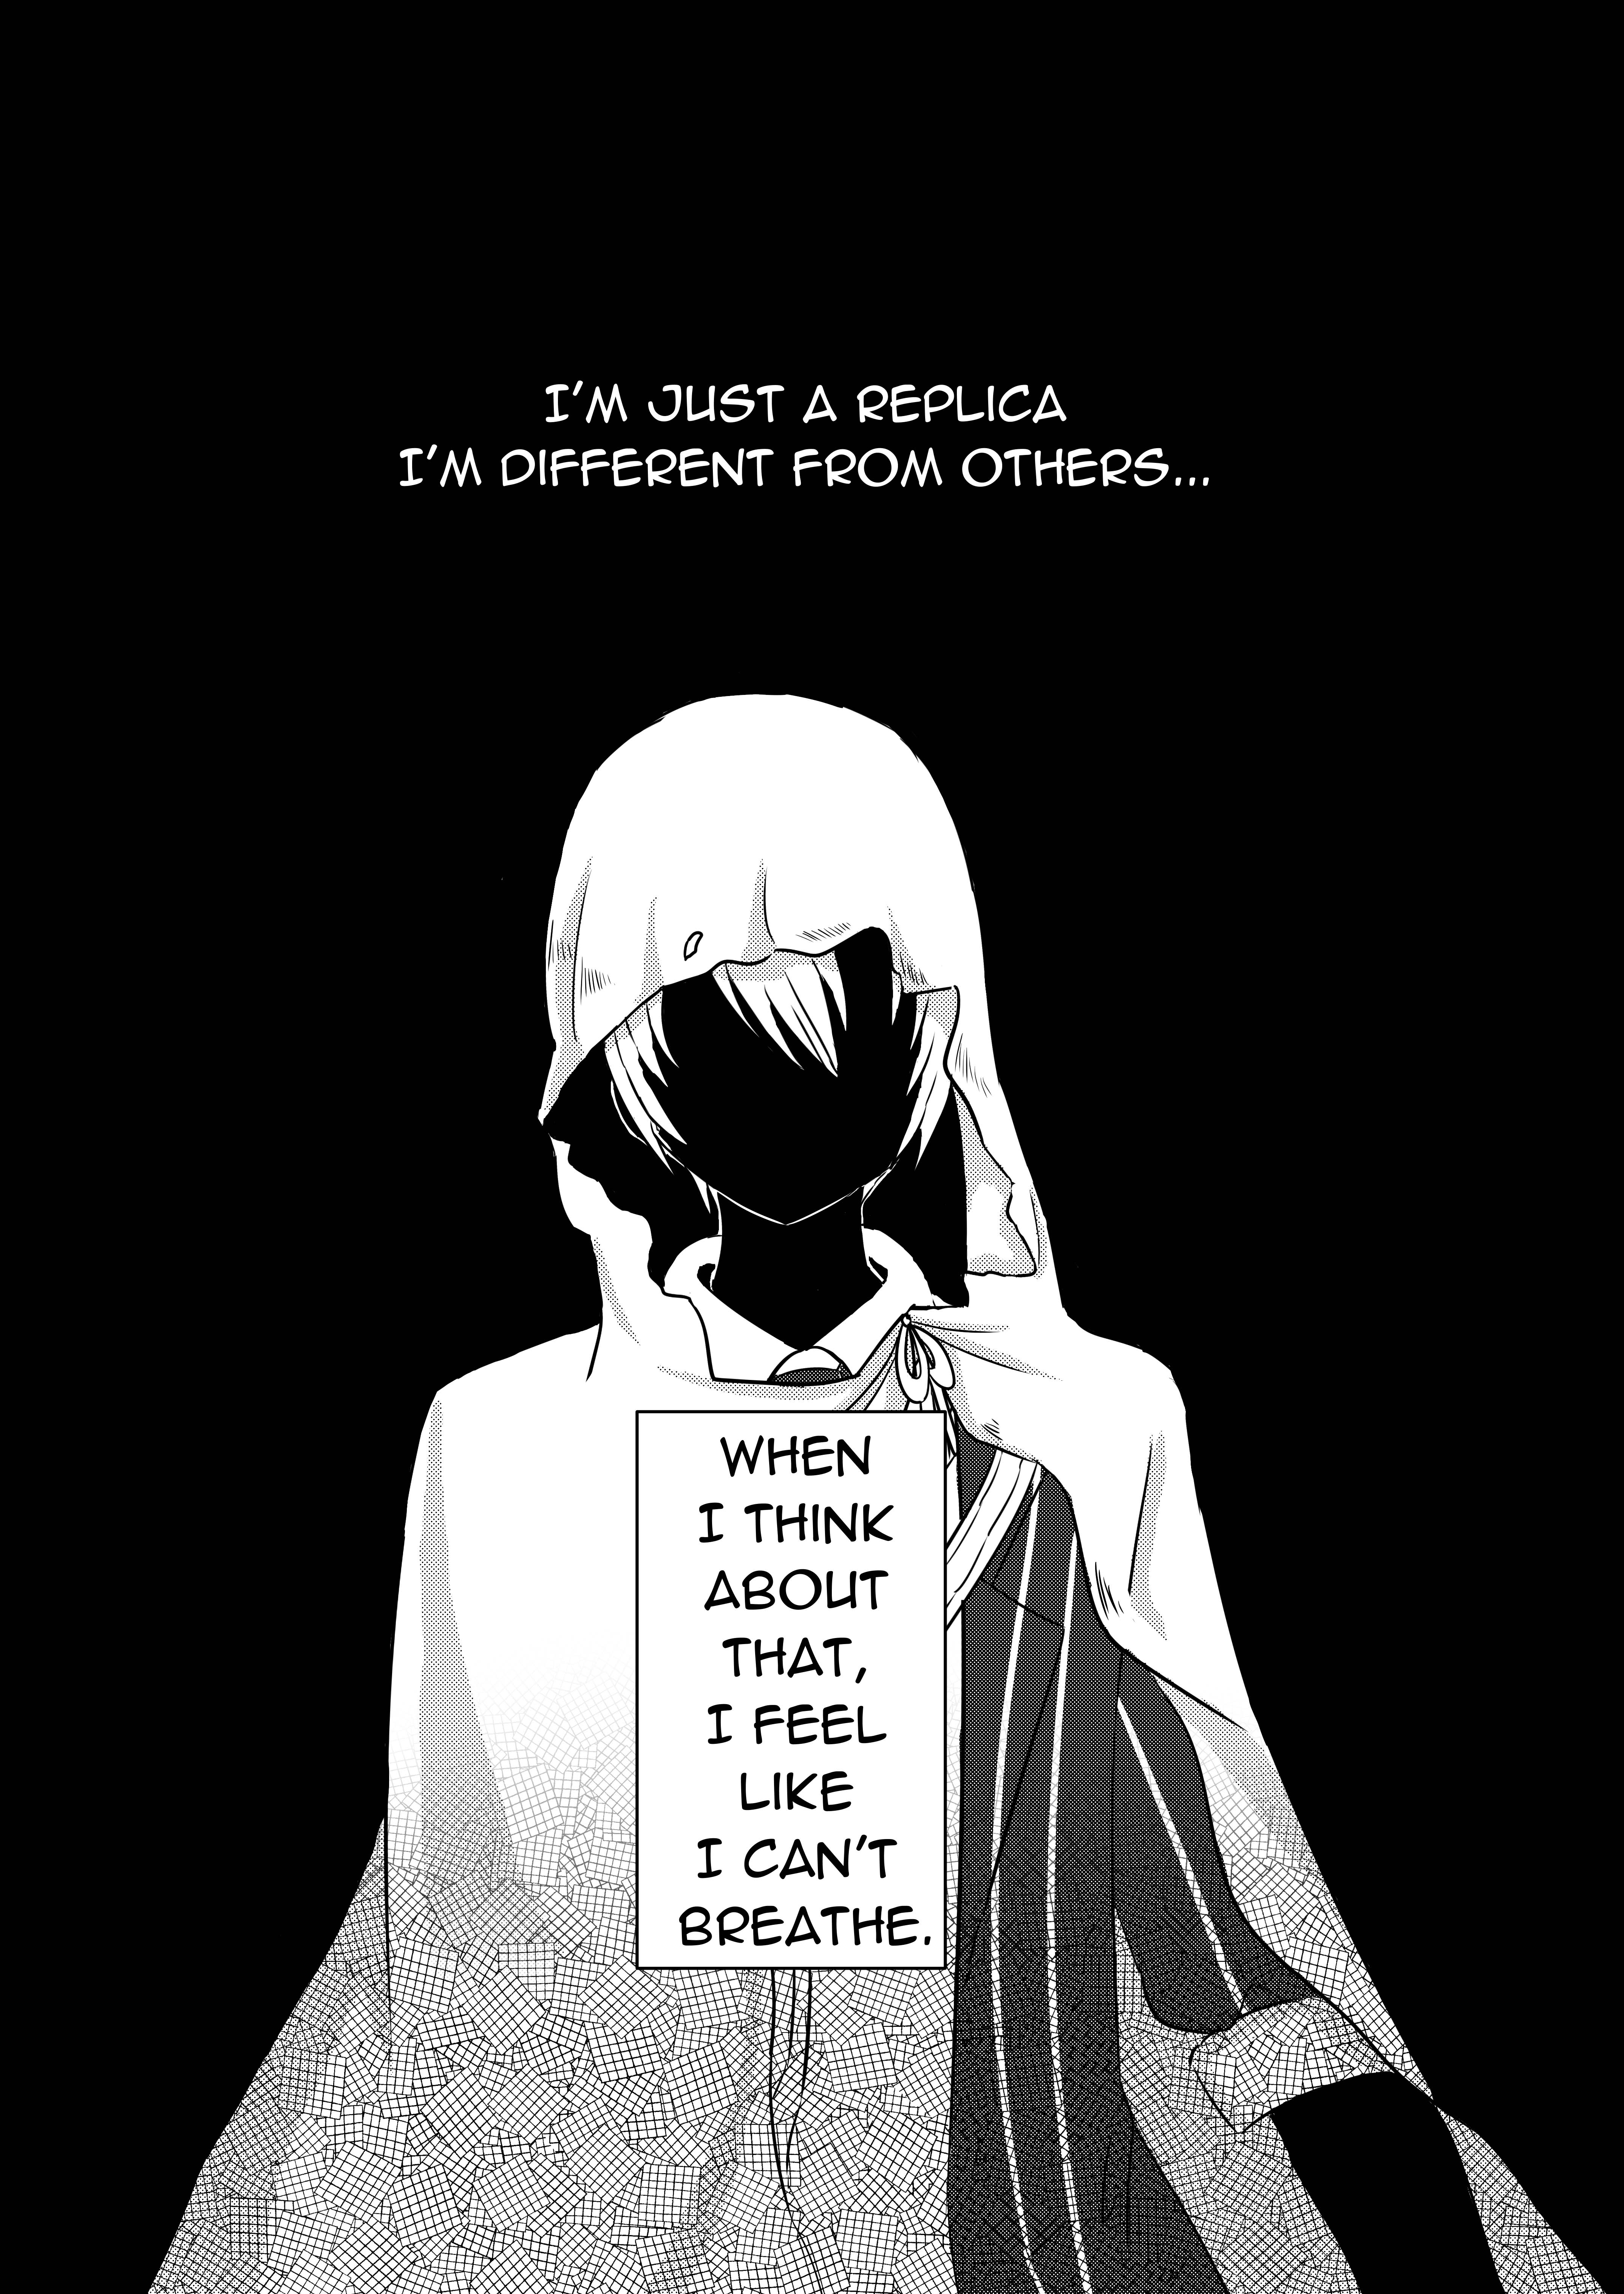 I'M JUST A REPLICA
I'M DIFFERENT FROM OTHERS...
WHEN
I THINK
ABOUT
THAT,
I FEEL
LIKE
I CAN'T
BREATHE.